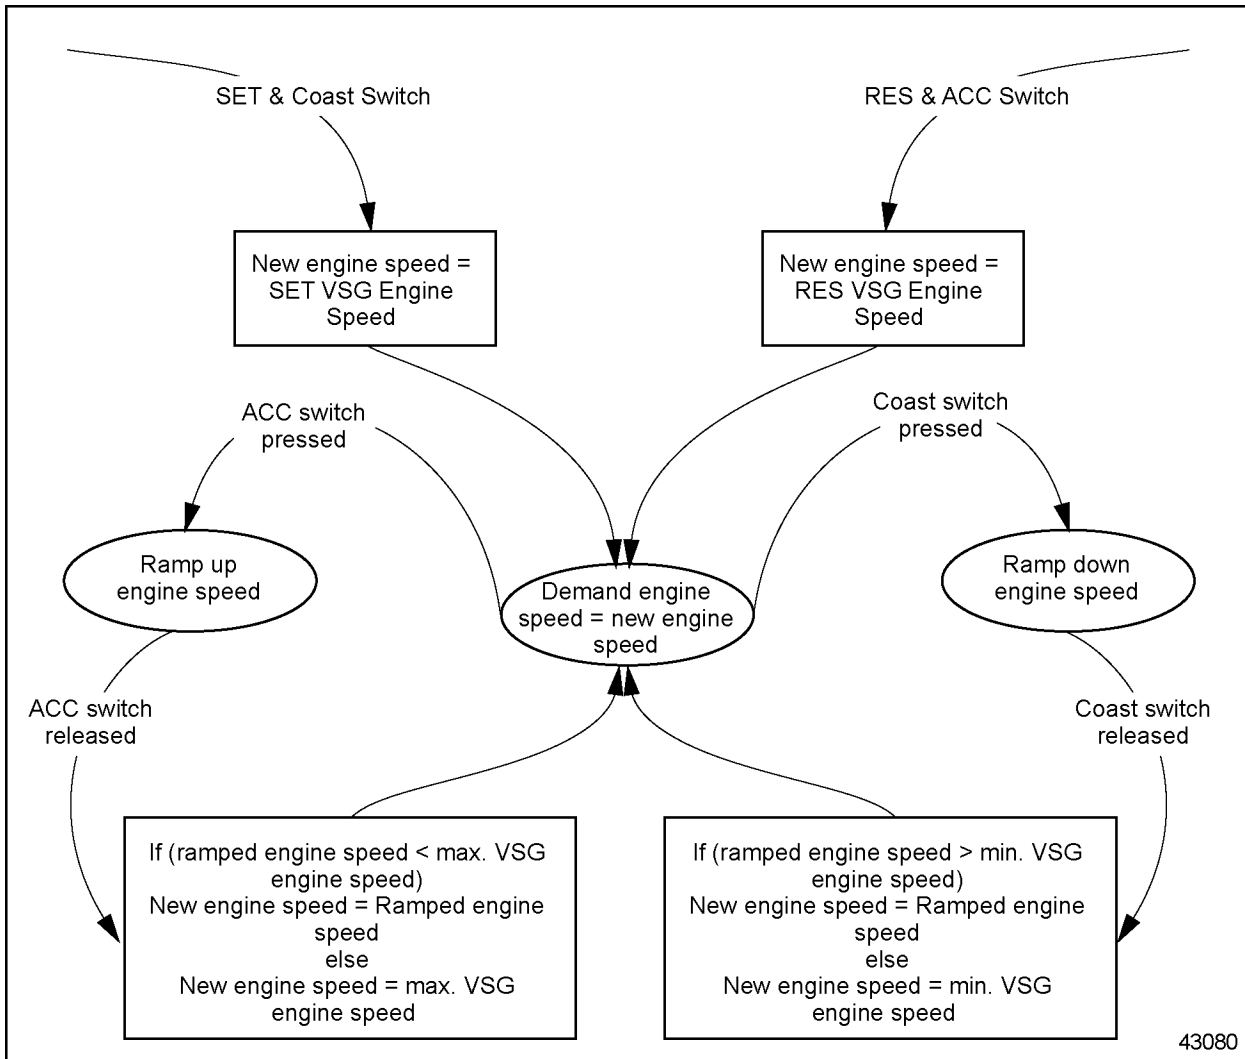 SET & Coast Switch
RES & ACC Switch
New engine speed =
SET VSG Engine
Speed
New engine speed =
RES VSG Engine
Speed
ACC switch
pressed
Coast switch
pressed
Ramp up
engine speed
Demand engine
speed = new engine
speed
Ramp down
engine speed
ACC switch
released
Coast switch
released
If (ramped engine speed < max. VSG
engine speed)
New engine speed = Ramped engine
speed
else
New engine speed = max. VSG
engine speed
If (ramped engine speed > min. VSG
engine speed)
New engine speed = Ramped engine
speed
else
New engine speed = min. VSG
engine speed
43080